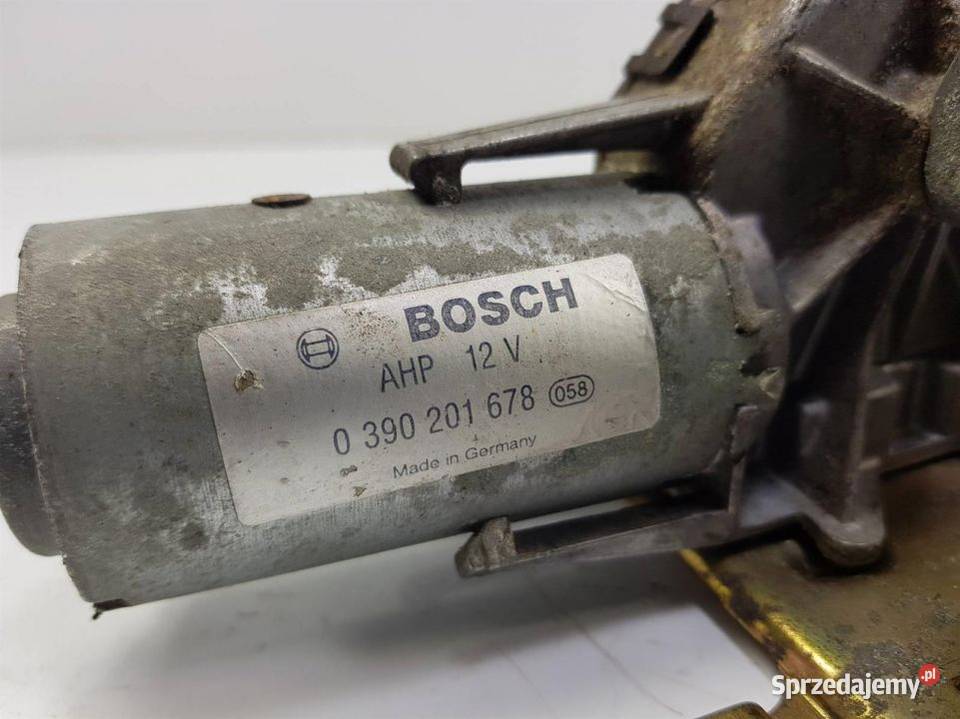 BOSCH
AHP 12 V
0 390 201 678 058
Made in Germany
Sprzedajemy.pl